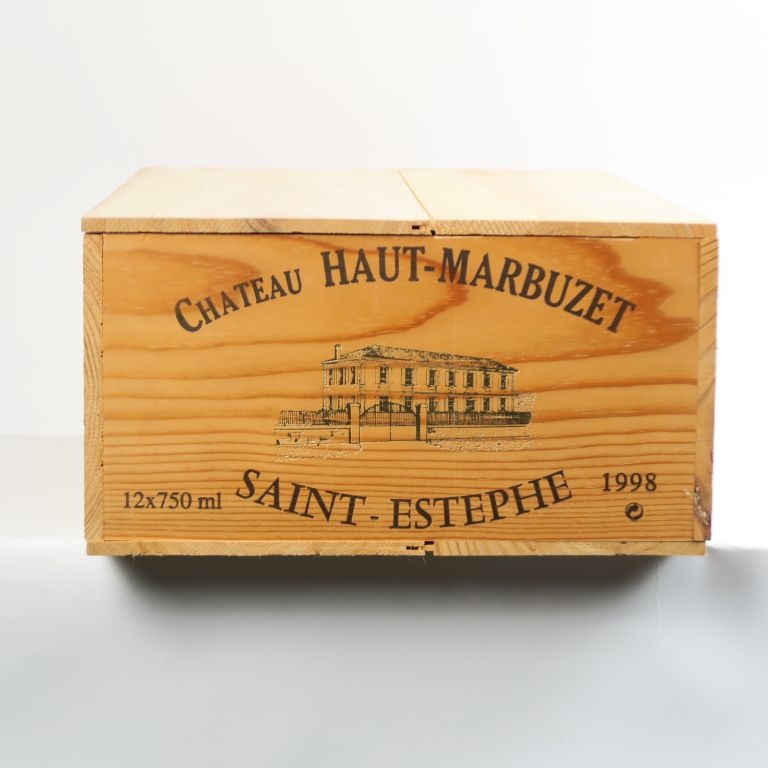 CHATEAU HAUT-MARBUZET
12x750 ml
SAINT-ESTEPHE
1998